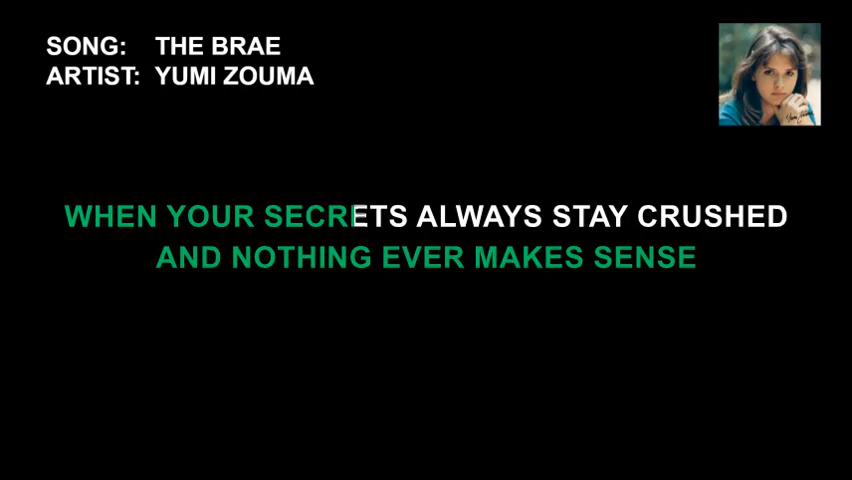 SONG: THE BRAE
ARTIST: YUMI ZOUMA
WHEN YOUR SECRETS ALWAYS STAY CRUSHED
AND NOTHING EVER MAKES SENSE